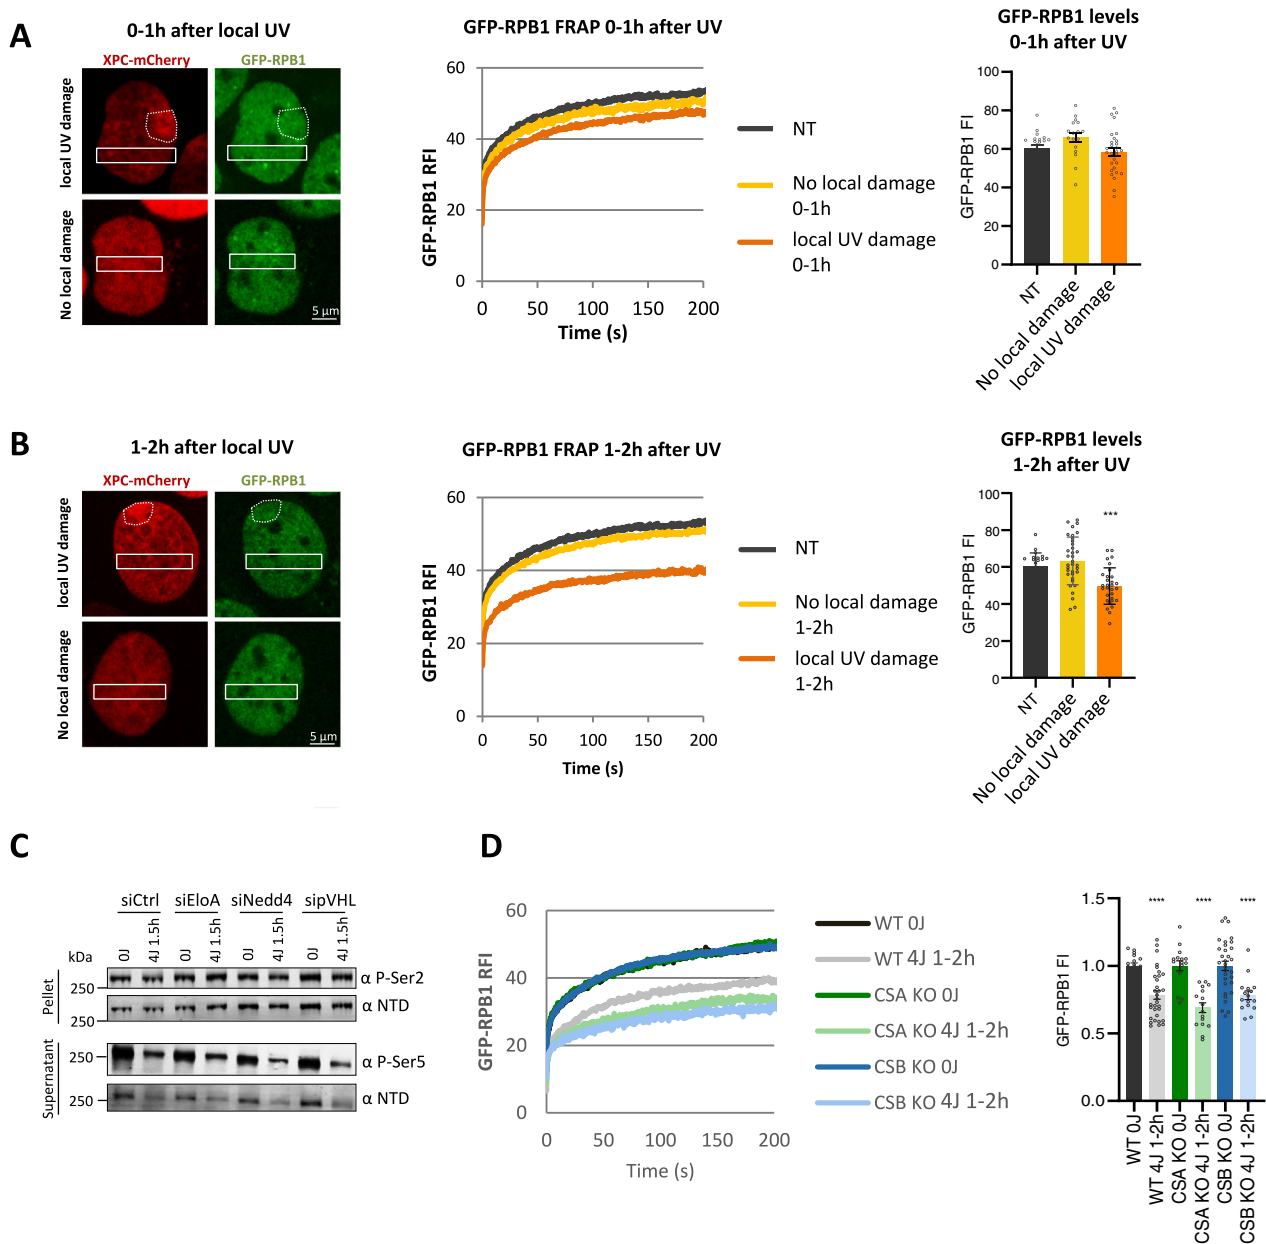 A
0-1h after local UV
XPC-mCherry
GFP-RPB1
local UV damage
No local damage
5 µm
GFP-RPB1 FRAP 0-1h after UV
GFP-RPB1 RFI
60
40
20
0
0 50 100 150 200
Time (s)
NT
No local damage
0-1h
local UV damage
0-1h
GFP-RPB1 levels
0-1h after UV
GFP-RPB1 FI
100
80
60
40
20
0
NT
No local damage
local UV damage
B
1-2h after local UV
XPC-mCherry
GFP-RPB1
local UV damage
No local damage
5 µm
GFP-RPB1 FRAP 1-2h after UV
GFP-RPB1 RFI
60
40
20
0
0 50 100 150 200
Time (s)
NT
No local damage
1-2h
local UV damage
1-2h
GFP-RPB1 levels
1-2h after UV
GFP-RPB1 FI
100
80
60
40
20
0
***
NT
No local damage
local UV damage
C
siCtrl siEloA siNedd4 sipVHL
kDa
0J 4J 1.5h 0J 4J 1.5h 0J 4J 1.5h 0J 4J 1.5h
Pellet
250
α P-Ser2
250
α NTD
Supernatant
250
α P-Ser5
250
α NTD
D
GFP-RPB1 RFI
60
40
20
0
0 50 100 150 200
Time (s)
WT 0J
WT 4J 1-2h
CSA KO 0J
CSA KO 4J 1-2h
CSB KO 0J
CSB KO 4J 1-2h
GFP-RPB1 FI
1.5
1.0
0.5
0.0
**** **** ****
WT 0J
WT 4J 1-2h
CSA KO 0J
CSA KO 4J 1-2h
CSB KO 0J
CSB KO 4J 1-2h